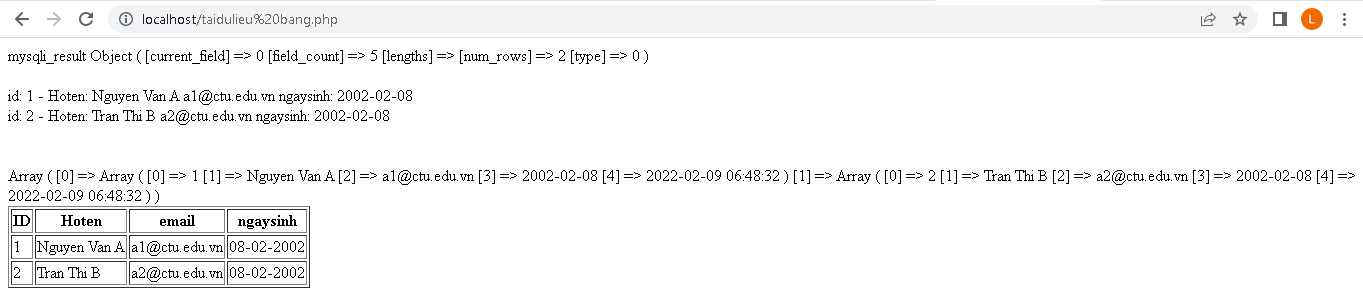 localhost/taidulieu%20bang.php
L
mysqli_result Object ( [current_field] => 0 [field_count] => 5 [lengths] => [num_rows] => 2 [type] => 0 )
id: 1 - Hoten: Nguyen Van A a1@ctu.edu.vn ngaysinh: 2002-02-08
id: 2 - Hoten: Tran Thi B a2@ctu.edu.vn ngaysinh: 2002-02-08
Array ( [0] => Array ( [0] => 1 [1] => Nguyen Van A [2] => a1@ctu.edu.vn [3] => 2002-02-08 [4] => 2022-02-09 06:48:32 ) [1] => Array ( [0] => 2 [1] => Tran Thi B [2] => a2@ctu.edu.vn [3] => 2002-02-08 [4] =>
2022-02-09 06:48:32 ) )
ID Hoten email ngaysinh
1 Nguyen Van A a1@ctu.edu.vn 08-02-2002
2 Tran Thi B a2@ctu.edu.vn 08-02-2002